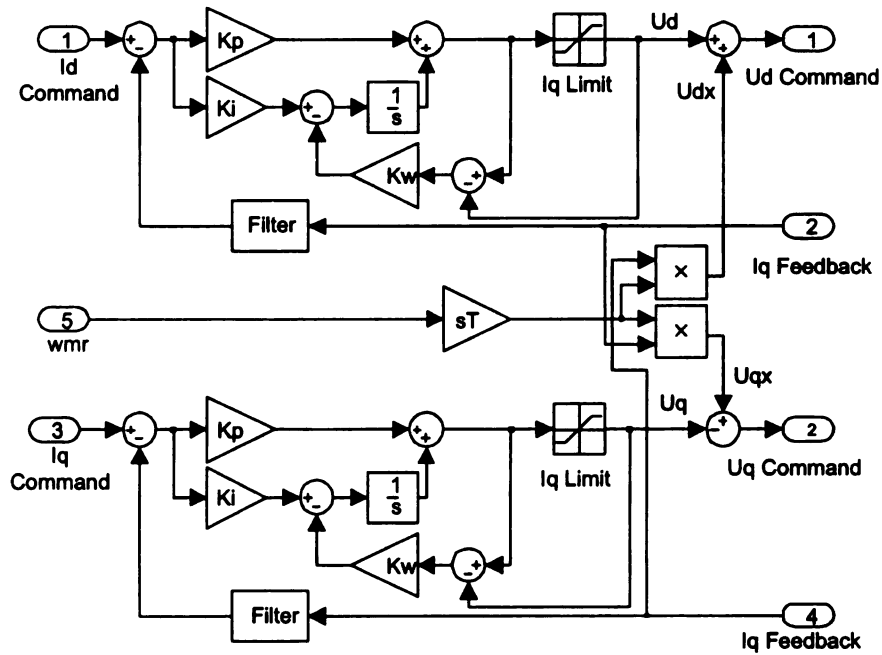 1
Id
Command
+
-
Kp
Ki
+
-
1
s
+
+
Kw
-
+
Iq Limit
Ud
+
+
1
Ud Command
Udx
Filter
2
Iq Feedback
×
5
wmr
sT
×
Uqx
3
Iq
Command
+
-
Kp
Ki
+
-
1
s
+
+
Kw
-
+
Iq Limit
Uq
+
-
2
Uq Command
Filter
4
Iq Feedback